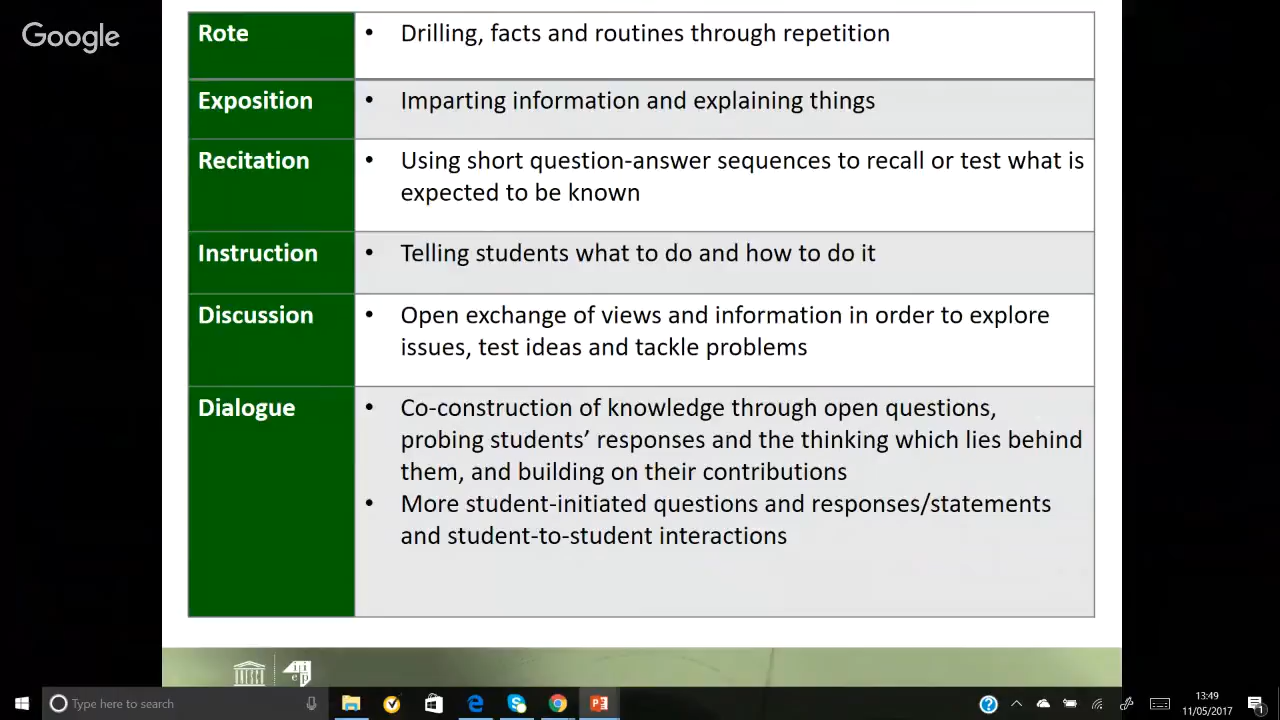 Google
Rote
• Drilling, facts and routines through repetition
Exposition
• Imparting information and explaining things
Recitation
• Using short question-answer sequences to recall or test what is
expected to be known
Instruction
• Telling students what to do and how to do it
Discussion
• Open exchange of views and information in order to explore
issues, test ideas and tackle problems
Dialogue
• Co-construction of knowledge through open questions,
probing students’ responses and the thinking which lies behind
them, and building on their contributions
• More student-initiated questions and responses/statements
and student-to-student interactions
Type here to search
13:49
11/05/2017